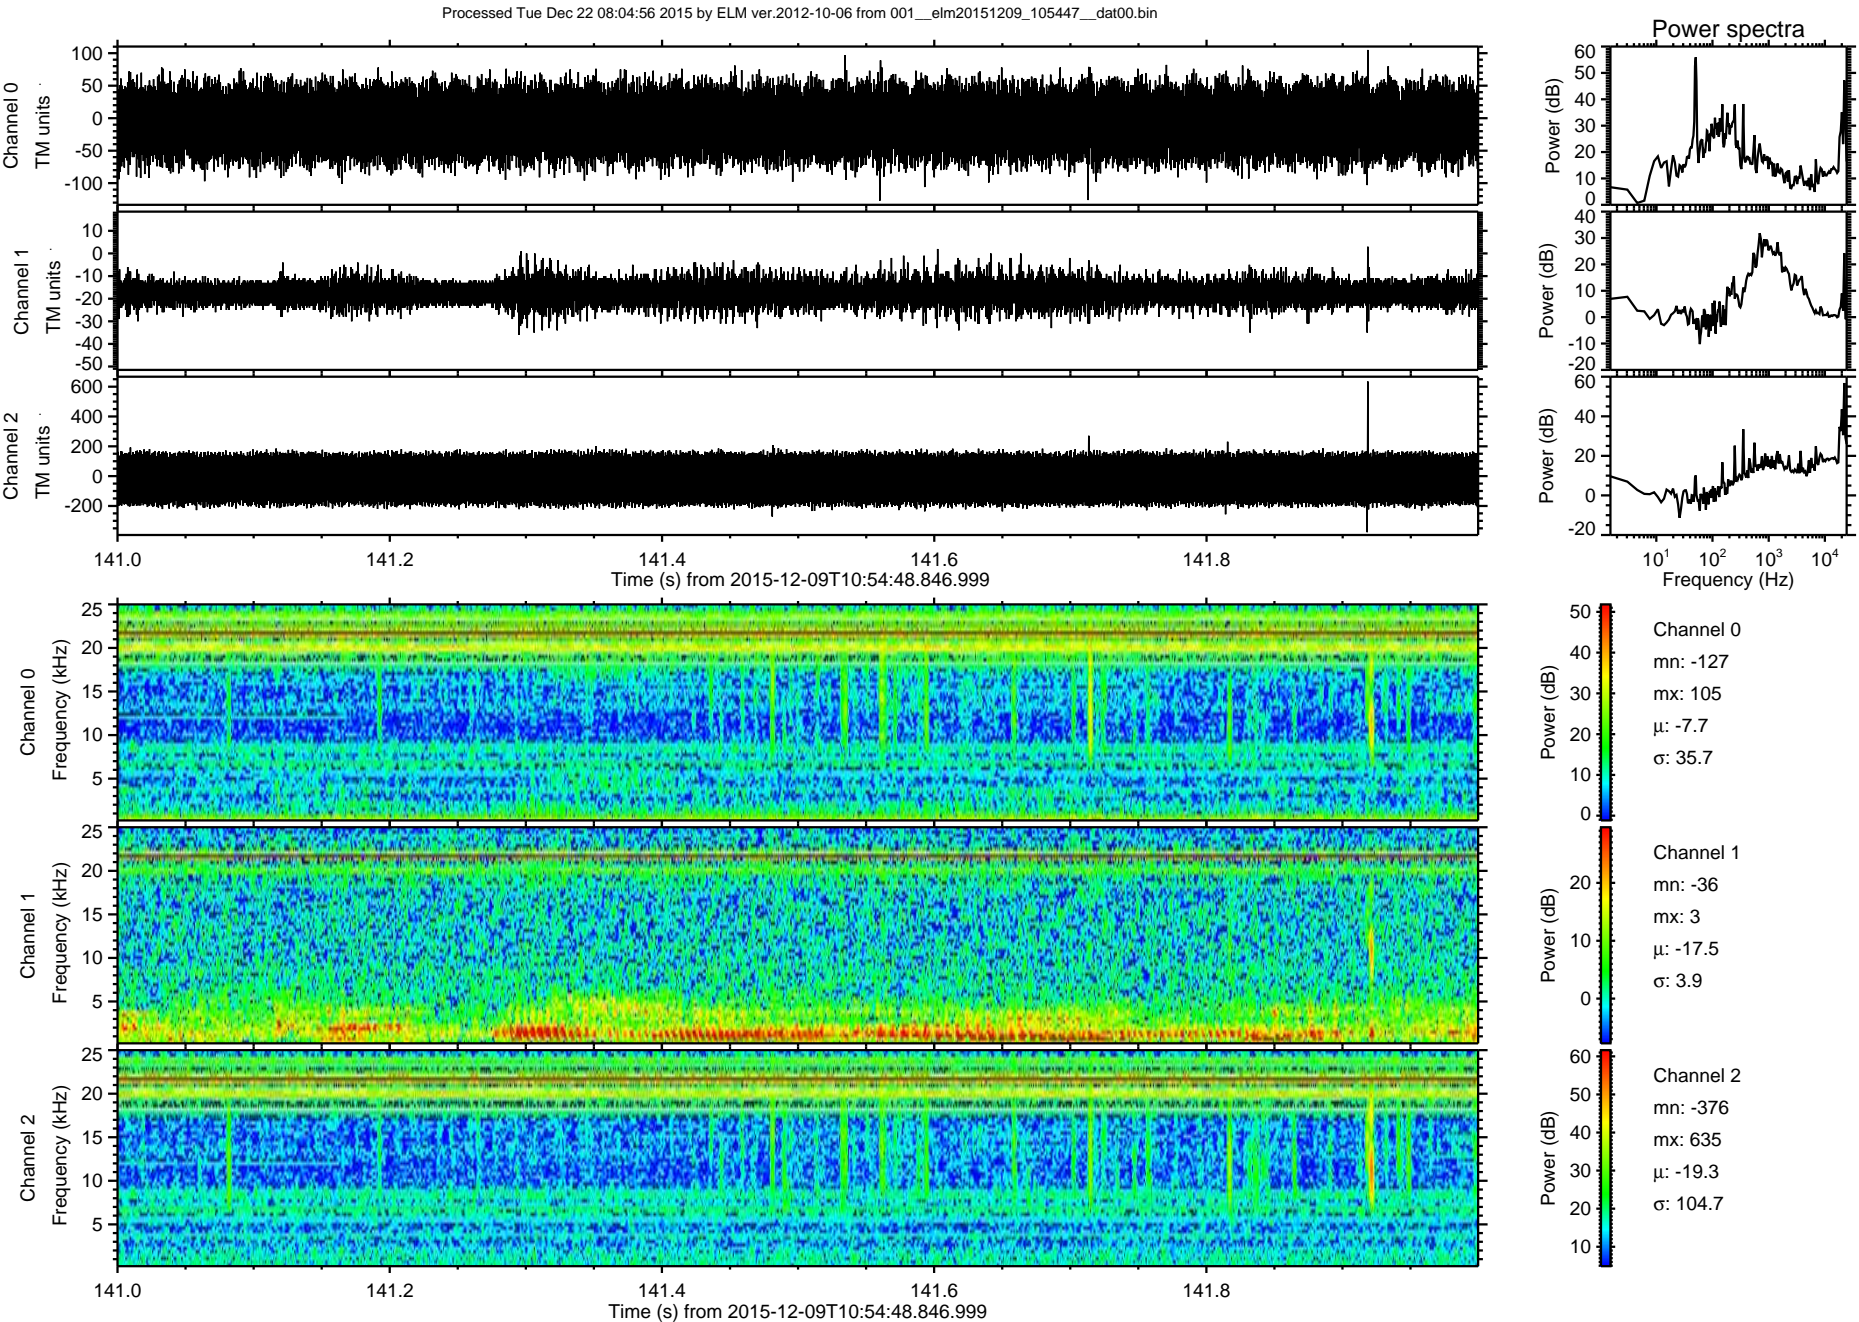 Processed Tue Dec 22 08:04:56 2015 by ELM ver.2012-10-06 from 001__elm20151209_105447__dat00.bin
Power spectra
Channel 0
TM units
100
50
0
-50
-100
Power (dB)
60
50
40
30
20
10
0
Channel 1
TM units
10
0
-10
-20
-30
-40
-50
Power (dB)
40
30
20
10
0
-10
-20
Channel 2
TM units
600
400
200
0
-200
Power (dB)
60
40
20
0
-20
141.0 141.2 141.4 141.6 141.8
Time (s) from 2015-12-09T10:54:48.846.999
10¹ 10² 10³ 10⁴
Frequency (Hz)
Channel 0
Frequency (kHz)
25
20
15
10
5
Power (dB)
50
40
30
20
10
0
Channel 0
mn: -127
mx: 105
μ: -7.7
σ: 35.7
Channel 1
Frequency (kHz)
25
20
15
10
5
Power (dB)
20
10
0
Channel 1
mn: -36
mx: 3
μ: -17.5
σ: 3.9
Channel 2
Frequency (kHz)
25
20
15
10
5
Power (dB)
60
50
40
30
20
10
Channel 2
mn: -376
mx: 635
μ: -19.3
σ: 104.7
141.0 141.2 141.4 141.6 141.8
Time (s) from 2015-12-09T10:54:48.846.999